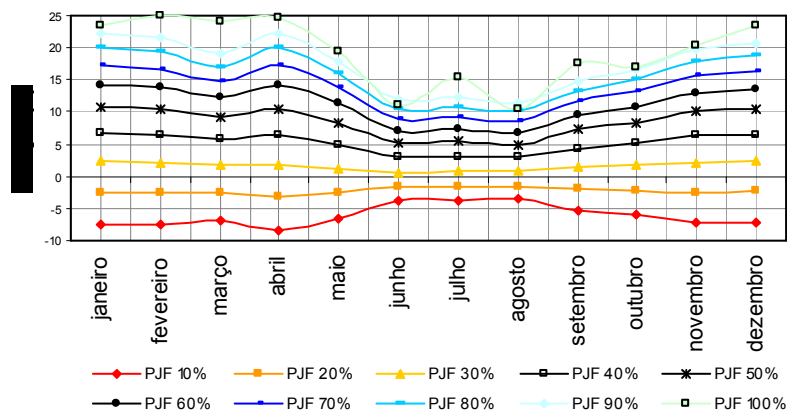 25
20
15
10
5
0
-5
-10
janeiro
fevereiro
março
abril
maio
junho
julho
agosto
setembro
outubro
novembro
dezembro
PJF 10% PJF 20% PJF 30% PJF 40% PJF 50%
PJF 60% PJF 70% PJF 80% PJF 90% PJF 100%